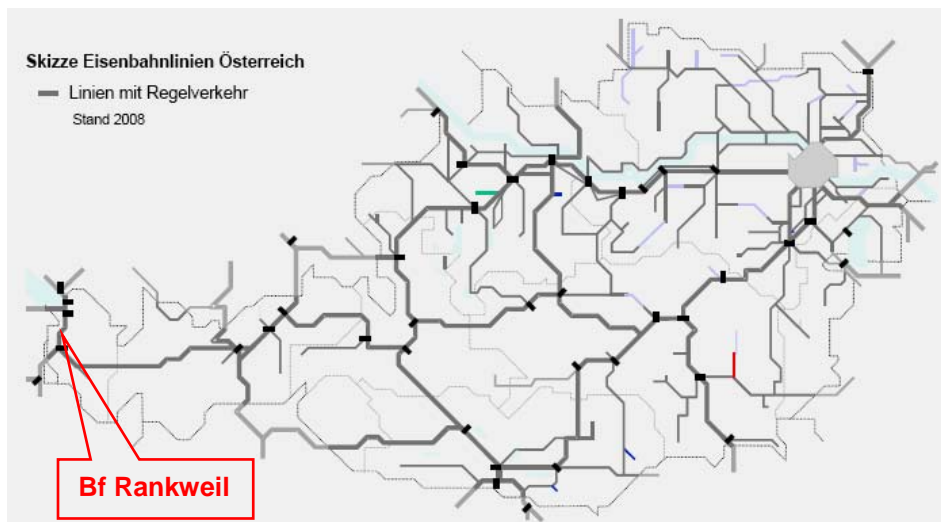 Skizze Eisenbahnlinien Österreich
Linien mit Regelverkehr
Stand 2008
Bf Rankweil